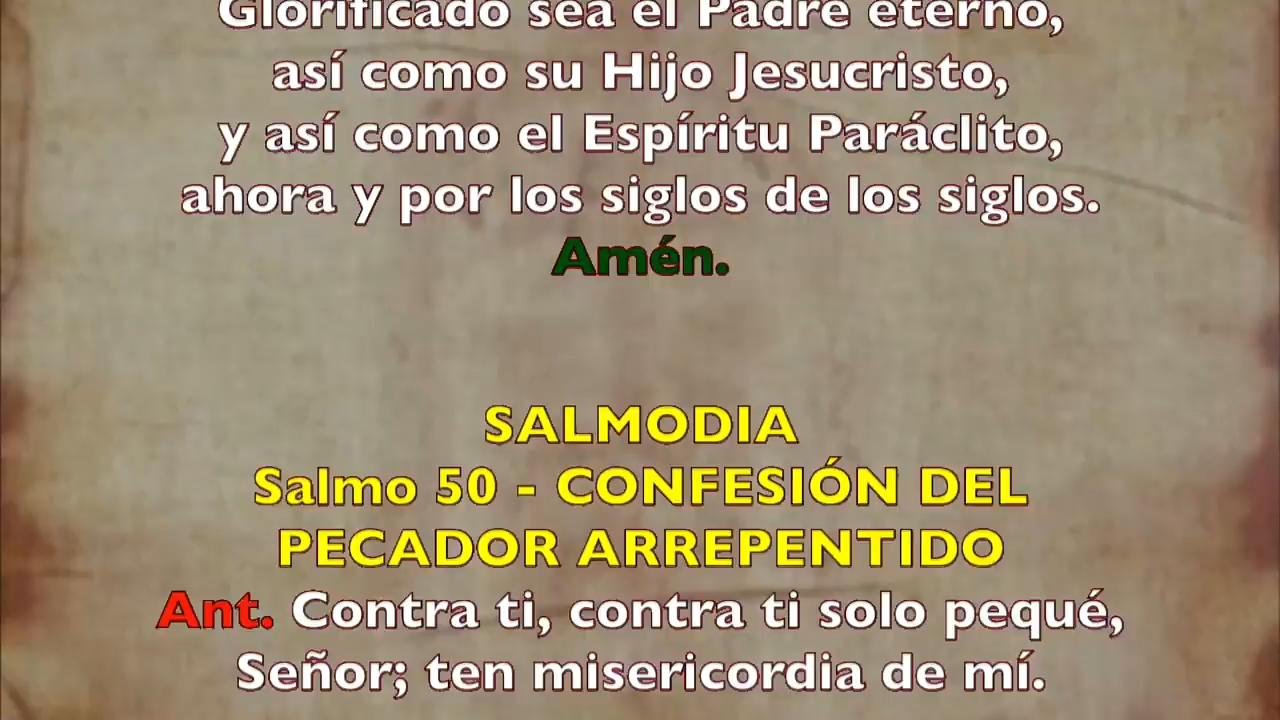 Glorificado sea el Padre eterno,
así como su Hijo Jesucristo,
y así como el Espíritu Paráclito,
ahora y por los siglos de los siglos.
Amén.
SALMODIA
Salmo 50 - CONFESIÓN DEL
PECADOR ARREPENTIDO
Ant. Contra ti, contra ti solo pequé,
Señor; ten misericordia de mí.